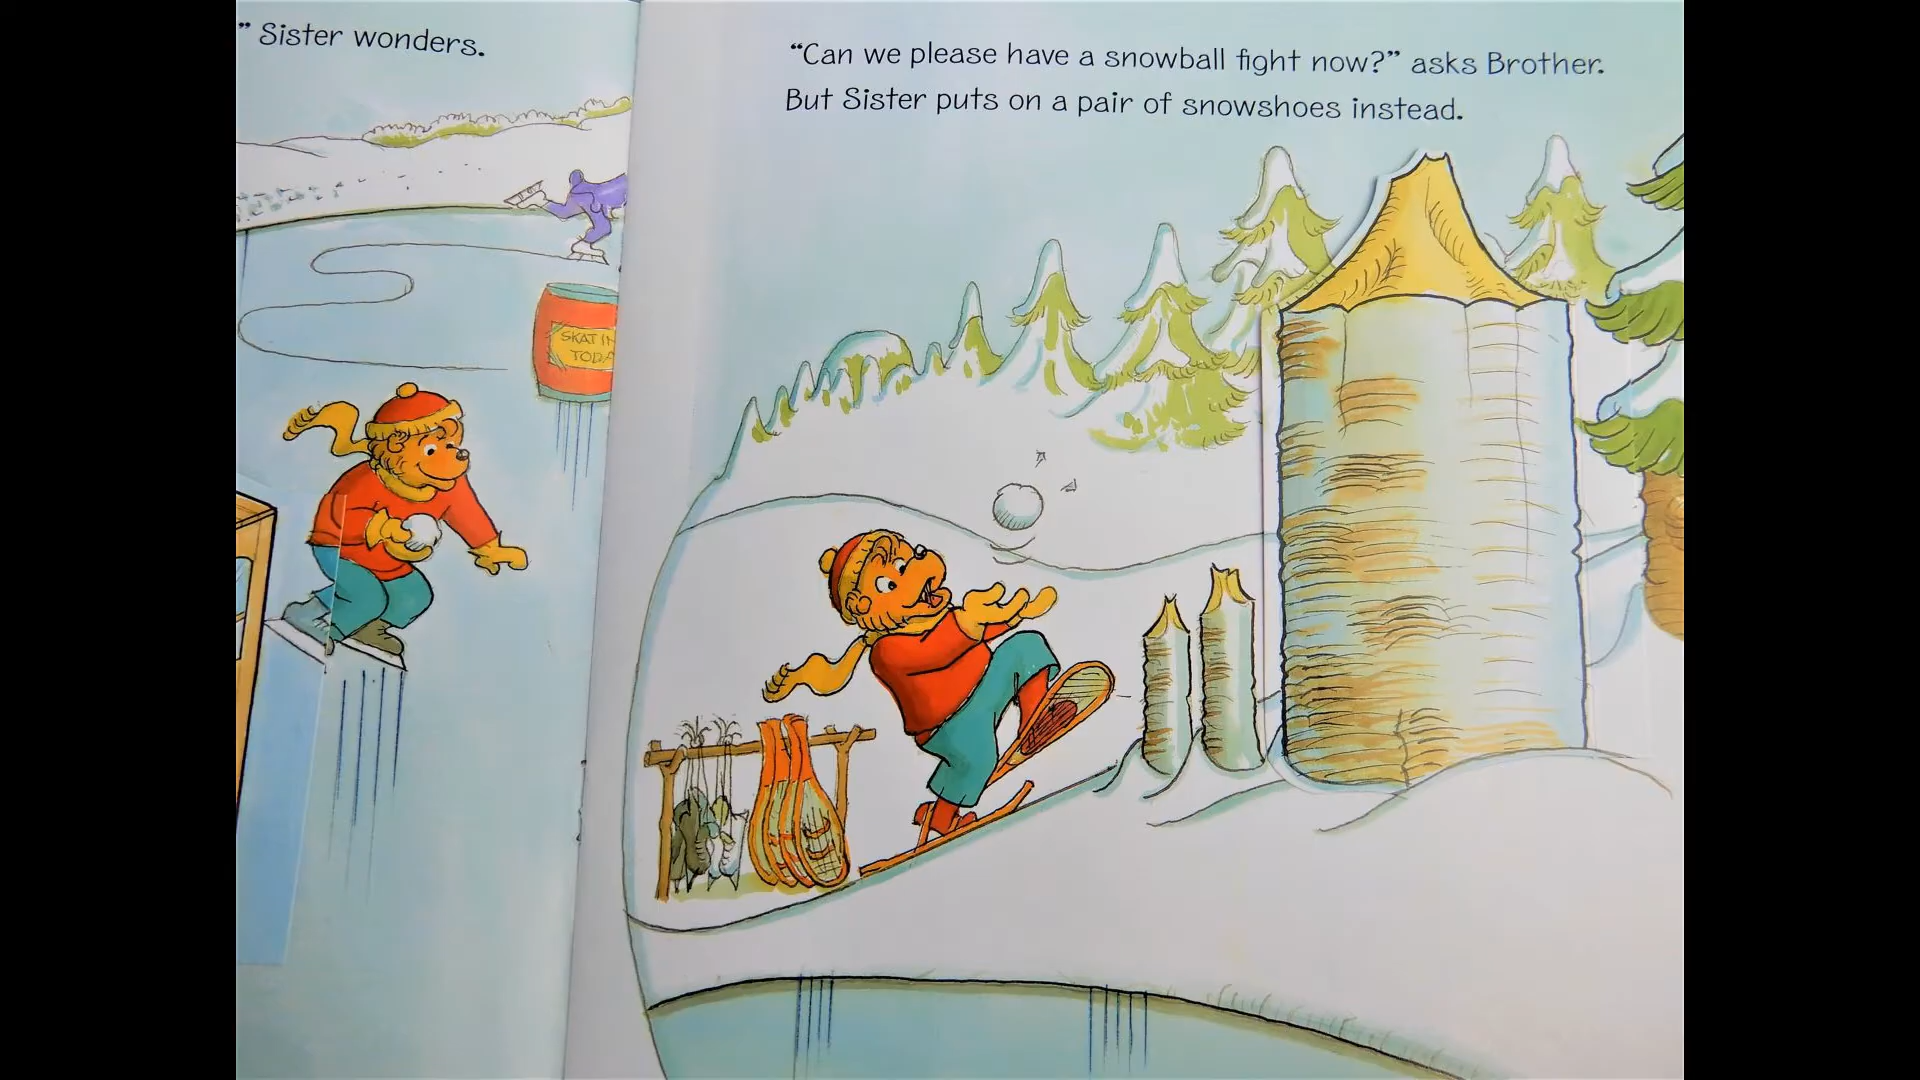 ” Sister wonders.
“Can we please have a snowball fight now?” asks Brother.
But Sister puts on a pair of snowshoes instead.